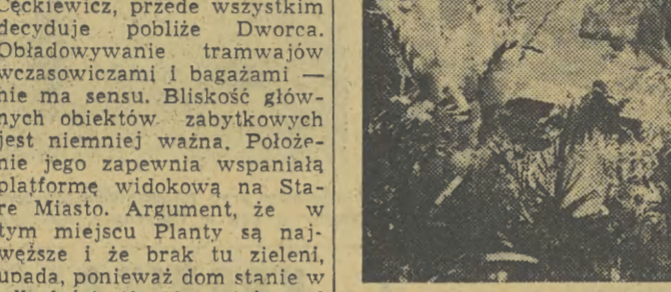 Cęckiewicz, przede wszystkim
decyduje pobliże Dworca.
Obładowywanie tramwajów
wczasowiczami i bagażami —
nie ma sensu. Bliskość głów-
nych obiektów zabytkowych
jest niemniej ważna. Położe-
nie jego zapewnia wspaniałą
platformę widokową na Sta-
re Miasto. Argument, że w
tym miejscu Planty są naj-
węższe i że brak tu zieleni,
upada, ponieważ dom stanie w